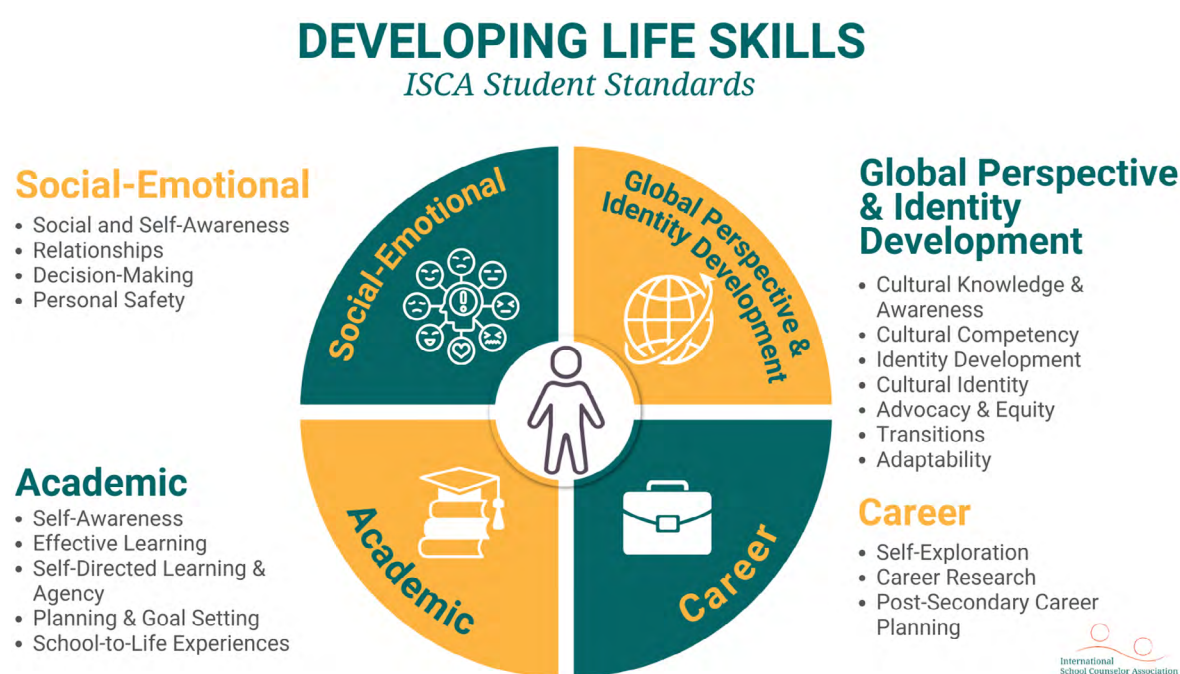 DEVELOPING LIFE SKILLS
ISCA Student Standards
Social-Emotional
• Social and Self-Awareness
• Relationships
• Decision-Making
• Personal Safety
Academic
• Self-Awareness
• Effective Learning
• Self-Directed Learning &
Agency
• Planning & Goal Setting
• School-to-Life Experiences
Social-Emotional
Global Perspective &
Identity Development
Academic
Career
Global Perspective
& Identity
Development
• Cultural Knowledge &
Awareness
• Cultural Competency
• Identity Development
• Cultural Identity
• Advocacy & Equity
• Transitions
• Adaptability
Career
• Self-Exploration
• Career Research
• Post-Secondary Career
Planning
International
School Counselor Association